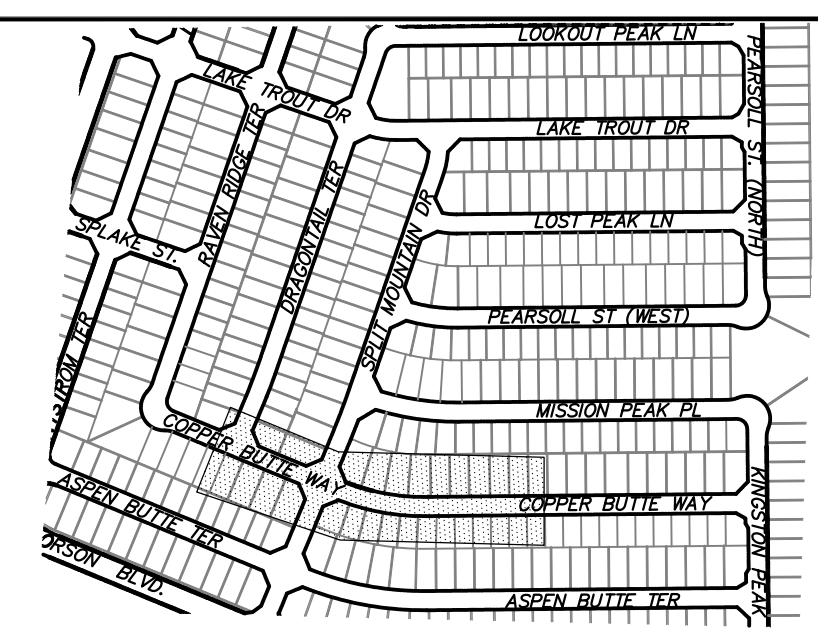 LOOKOUT PEAK LN
LAKE TROUT DR
PEARSOLL ST. (NORTH)
LAKE TROUT DR
RAVEN RIDGE TER
DRAGONTAIL TER
SPLIT MOUNTAIN DR
LOST PEAK LN
SPLAKE ST.
PEARSOLL ST (WEST)
STROM TER
MISSION PEAK PL
COPPER BUTTE WAY
COPPER BUTTE WAY
KINGSTON PEAK
ASPEN BUTTE TER
ORSON BLVD.
ASPEN BUTTE TER